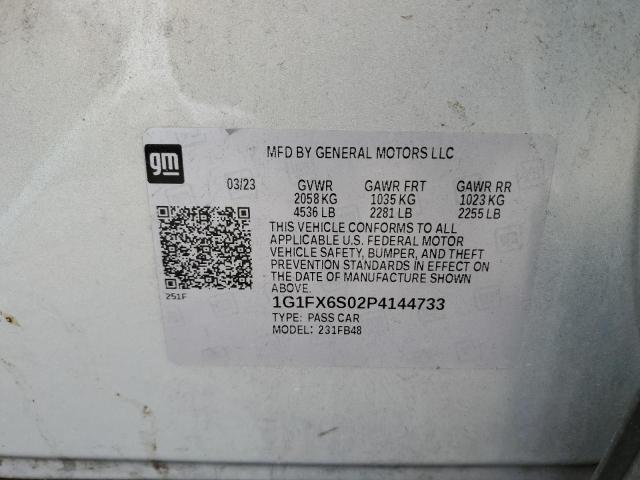 gm
MFD BY GENERAL MOTORS LLC
03/23 GVWR GAWR FRT GAWR RR
2058 KG 1035 KG 1023 KG
4536 LB 2281 LB 2255 LB
THIS VEHICLE CONFORMS TO ALL
APPLICABLE U.S. FEDERAL MOTOR
VEHICLE SAFETY, BUMPER, AND THEFT
PREVENTION STANDARDS IN EFFECT ON
THE DATE OF MANUFACTURE SHOWN
ABOVE.
251F
1G1FX6S02P4144733
TYPE: PASS CAR
MODEL: 231FB48